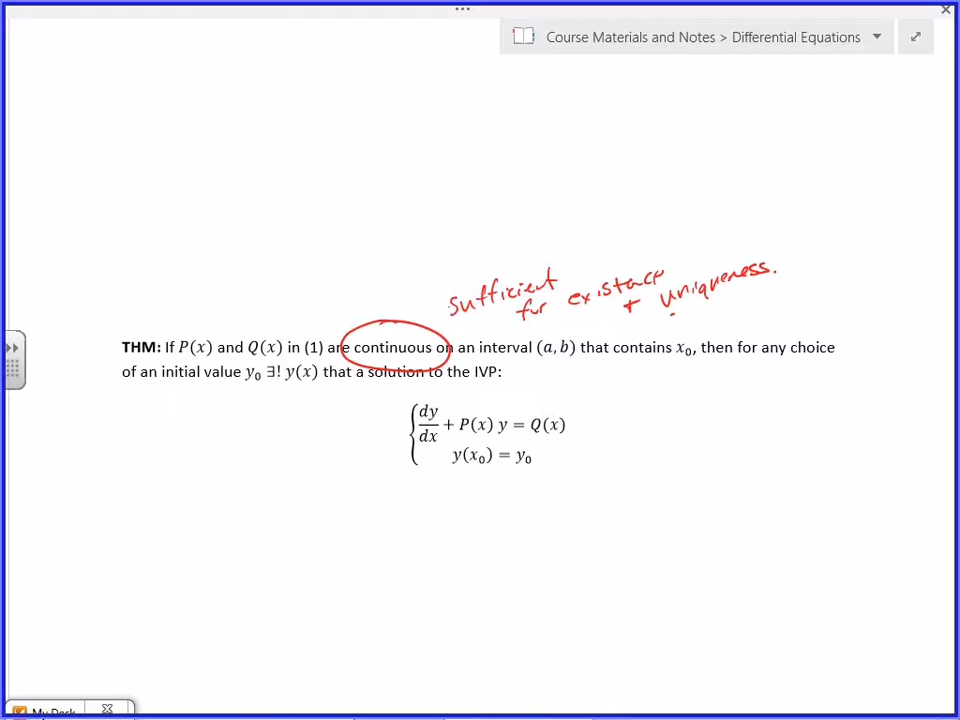 Course Materials and Notes > Differential Equations
sufficient
for existace
+ uniqueness.
THM: If P(x) and Q(x) in (1) are continuous on an interval (a, b) that contains x₀, then for any choice
of an initial value y₀ ∃! y(x) that a solution to the IVP:
dy/dx + P(x) y = Q(x)
y(x₀) = y₀
My Desk